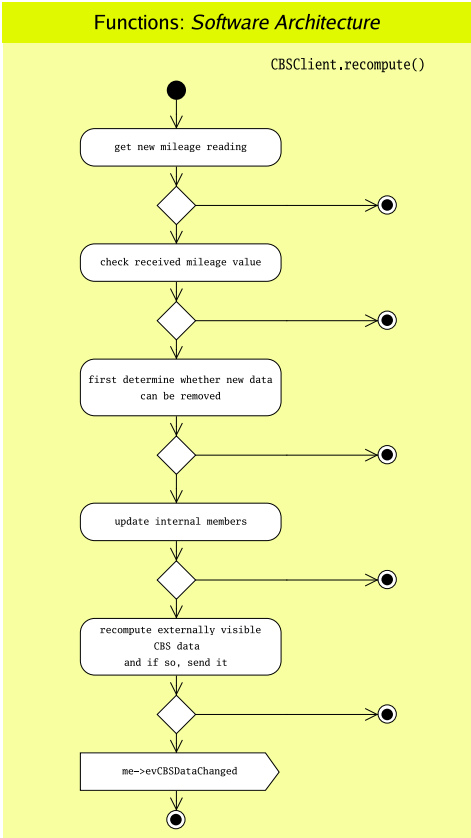 Functions: Software Architecture
CBSClient.recompute()
get new mileage reading
check received mileage value
first determine whether new data
can be removed
update internal members
recompute externally visible
CBS data
and if so, send it
me->evCBSDataChanged